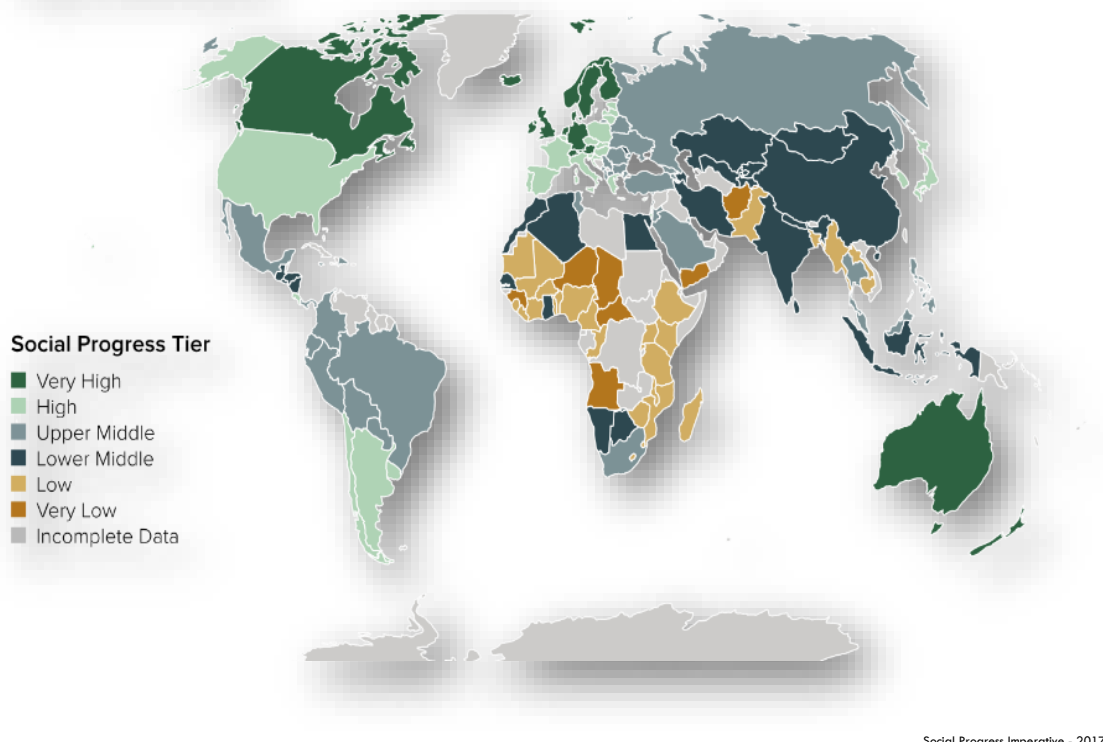 Social Progress Tier
Very High
High
Upper Middle
Lower Middle
Low
Very Low
Incomplete Data
Social Progress Imperative - 2017